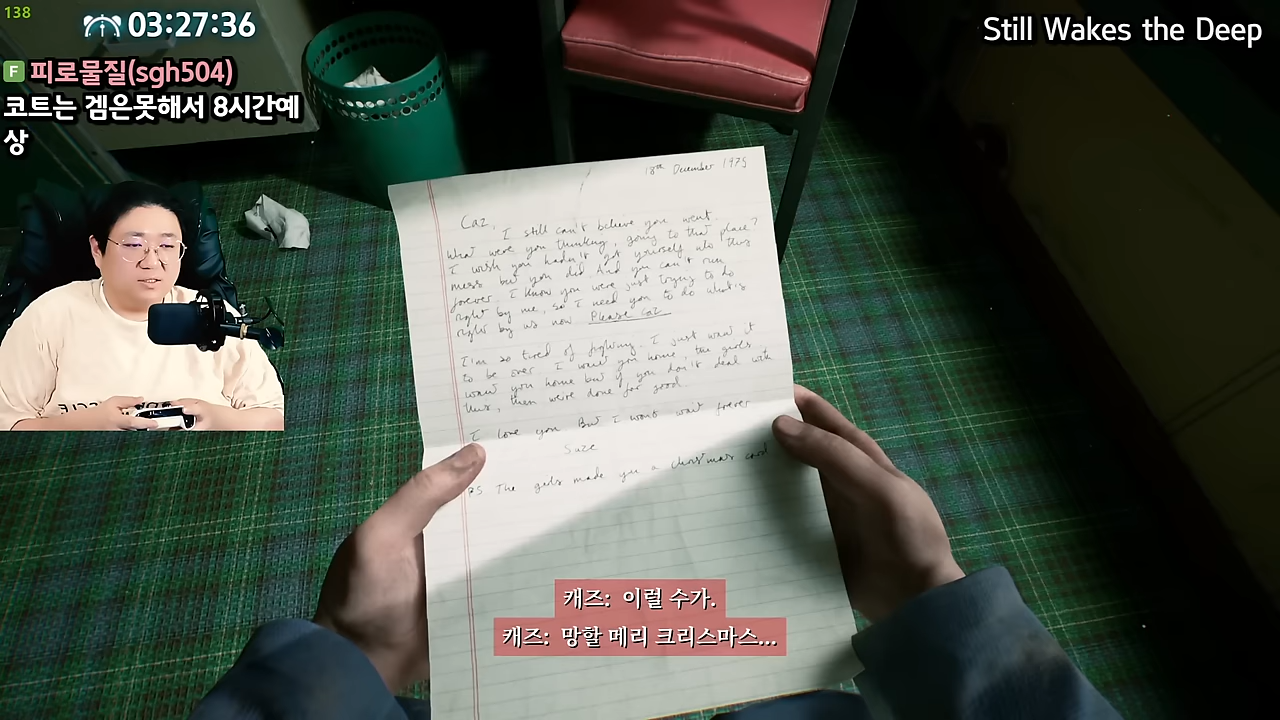 138
03:27:36
Still Wakes the Deep
F 피로물질(sgh504)
코트는 겜은못해서 8시간예
상
18th December 1975
Caz, I still can't believe you went.
What were you thinking, going to that place?
I wish you hadn't got yourself into this
mess but you did. And you can't run
forever. I know you were just trying to do
right by me, so I need you to do what's
right by us now. Please Caz
I'm so tired of fighting. I just want it
to be over. I want you home, the girls
want you home but if you don't deal with
this, then we're done for good.
I love you. But I won't wait forever
Suze
PS The girls made you a christmas card
캐즈: 이럴 수가.
캐즈: 망할 메리 크리스마스...